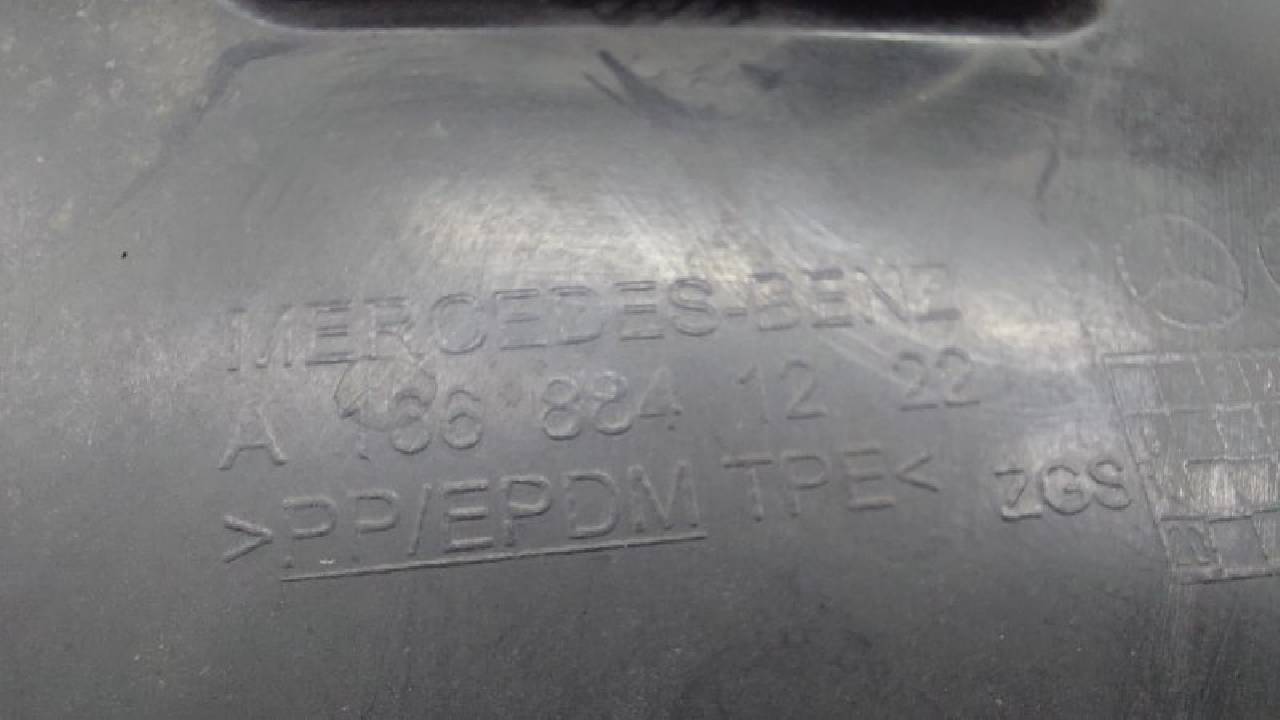 MERCEDES-BENZ
A 166 884 12 22
>PP/EPDM TPE< ZGS